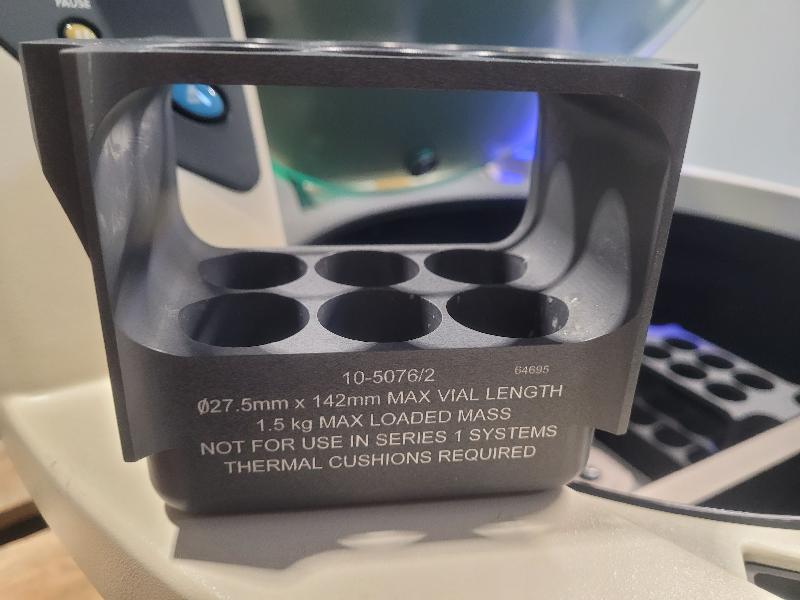 PAUSE
10-5076/2 64695
Ø27.5mm x 142mm MAX VIAL LENGTH
1.5 kg MAX LOADED MASS
NOT FOR USE IN SERIES 1 SYSTEMS
THERMAL CUSHIONS REQUIRED